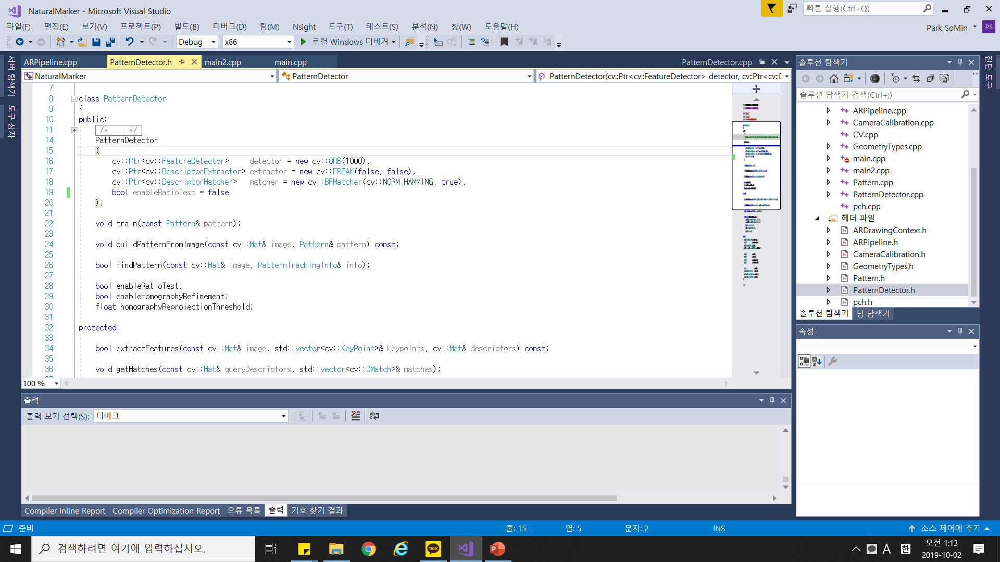 NaturalMarker - Microsoft Visual Studio
빠른 실행(Ctrl+Q)
파일(F) 편집(E) 보기(V) 프로젝트(P) 빌드(B) 디버그(D) 팀(M) Nsight 도구(T) 테스트(S) 분석(N) 창(W) 도움말(H)
Park SoMin PS
Debug x86 로컬 Windows 디버거
서버 탐색기
도구 상자
진단 도구
ARPipeline.cpp PatternDetector.h main2.cpp main.cpp PatternDetector.cpp
NaturalMarker PatternDetector PatternDetector(cv::Ptr<cv::FeatureDetector> detector, cv::Ptr<cv::D
7
8 class PatternDetector
9 {
10 public:
11 /* ... */
14 PatternDetector
15 (
16 cv::Ptr<cv::FeatureDetector> detector = new cv::ORB(1000),
17 cv::Ptr<cv::DescriptorExtractor> extractor = new cv::FREAK(false, false),
18 cv::Ptr<cv::DescriptorMatcher> matcher = new cv::BFMatcher(cv::NORM_HAMMING, true),
19 bool enableRatioTest = false
20 );
21
22 void train(const Pattern& pattern);
23
24 void buildPatternFromImage(const cv::Mat& image, Pattern& pattern) const;
25
26 bool findPattern(const cv::Mat& image, PatternTrackingInfo& info);
27
28 bool enableRatioTest;
29 bool enableHomographyRefinement;
30 float homographyReprojectionThreshold;
31
32 protected:
33
34 bool extractFeatures(const cv::Mat& image, std::vector<cv::KeyPoint>& keypoints, cv::Mat& descriptors) const;
35
36 void getMatches(const cv::Mat& queryDescriptors, std::vector<cv::DMatch>& matches);
100 %
솔루션 탐색기
솔루션 탐색기 검색(Ctrl+;)
ARPipeline.cpp
CameraCalibration.cpp
CV.cpp
GeometryTypes.cpp
main.cpp
main2.cpp
Pattern.cpp
PatternDetector.cpp
pch.cpp
헤더 파일
ARDrawingContext.h
ARPipeline.h
CameraCalibration.h
GeometryTypes.h
Pattern.h
PatternDetector.h
pch.h
솔루션 탐색기 팀 탐색기
속성
출력
출력 보기 선택(S): 디버그
Compiler Inline Report Compiler Optimization Report 오류 목록 출력 기호 찾기 결과
준비 줄: 15 열: 5 문자: 2 INS 소스 제어에 추가
검색하려면 여기에 입력하십시오.
TALK
A 한
오전 1:13
2019-10-02